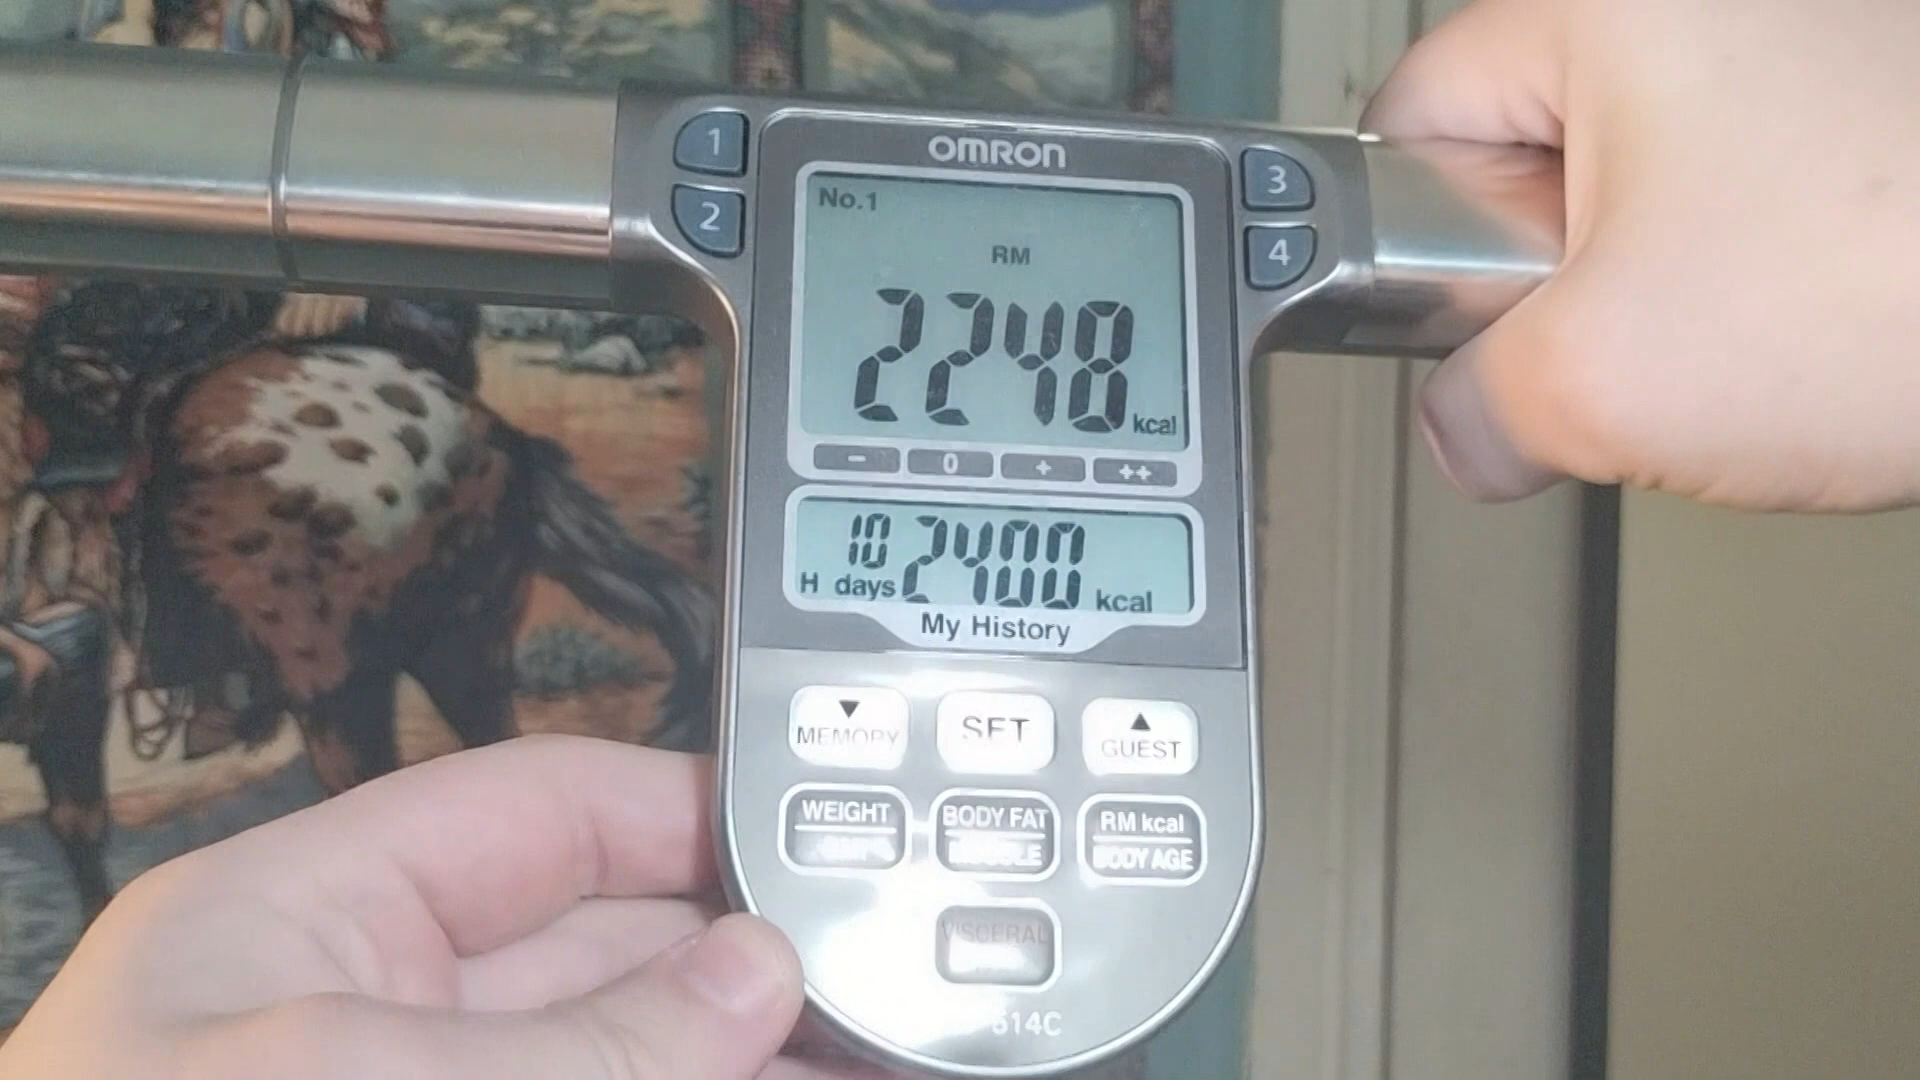 OMRON
1
2
3
4
No.1
RM
2248 kcal
- 0 + ++
10 2400
H days kcal
My History
▼ SET ▲
MEMORY GUEST
WEIGHT BODY FAT RM kcal
MUSCLE BODY AGE
VISCERAL
514C